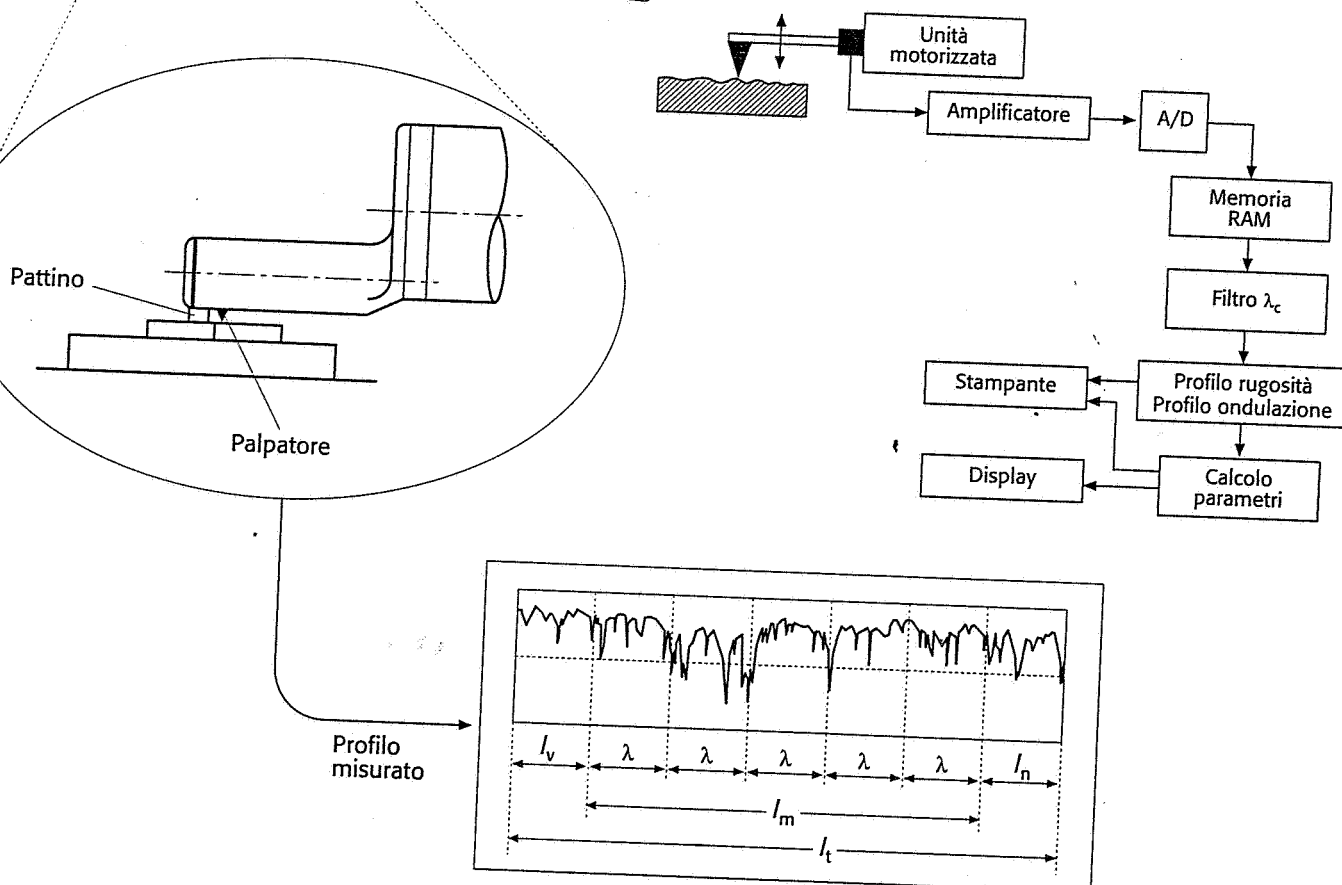 Unità
motorizzata
Amplificatore
A/D
Memoria
RAM
Filtro λc
Profilo rugosità
Profilo ondulazione
Stampante
Display
Calcolo
parametri
Pattino
Palpatore
Profilo
misurato
lv λ λ λ λ λ ln
lm
lt